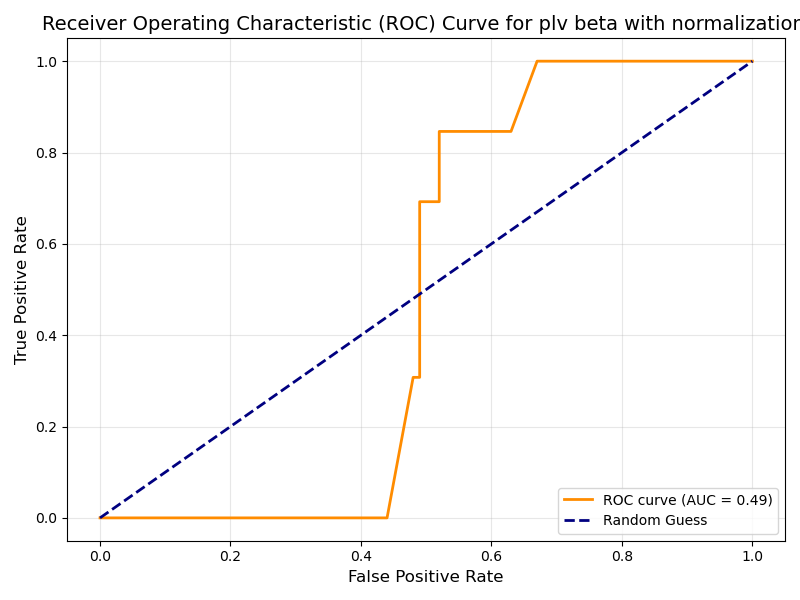 Receiver Operating Characteristic (ROC) Curve for plv beta with normalization
1.0
0.8
0.6
0.4
0.2
0.0
True Positive Rate
ROC curve (AUC = 0.49)
Random Guess
0.0 0.2 0.4 0.6 0.8 1.0
False Positive Rate